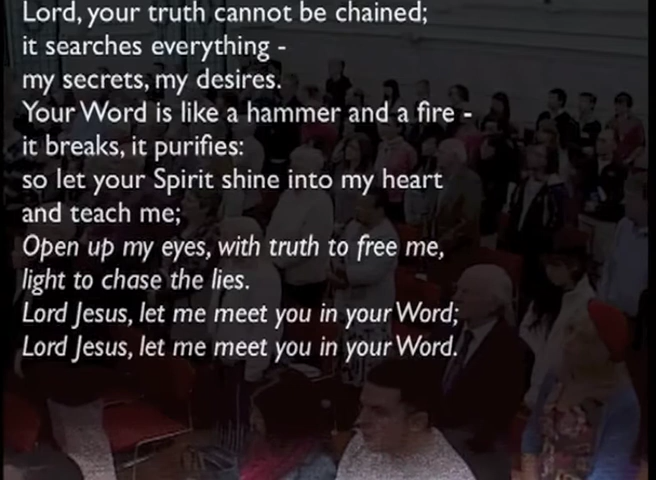 Lord, your truth cannot be chained;
it searches everything -
my secrets, my desires.
Your Word is like a hammer and a fire -
it breaks, it purifies:
so let your Spirit shine into my heart
and teach me;
Open up my eyes, with truth to free me,
light to chase the lies.
Lord Jesus, let me meet you in your Word;
Lord Jesus, let me meet you in your Word.